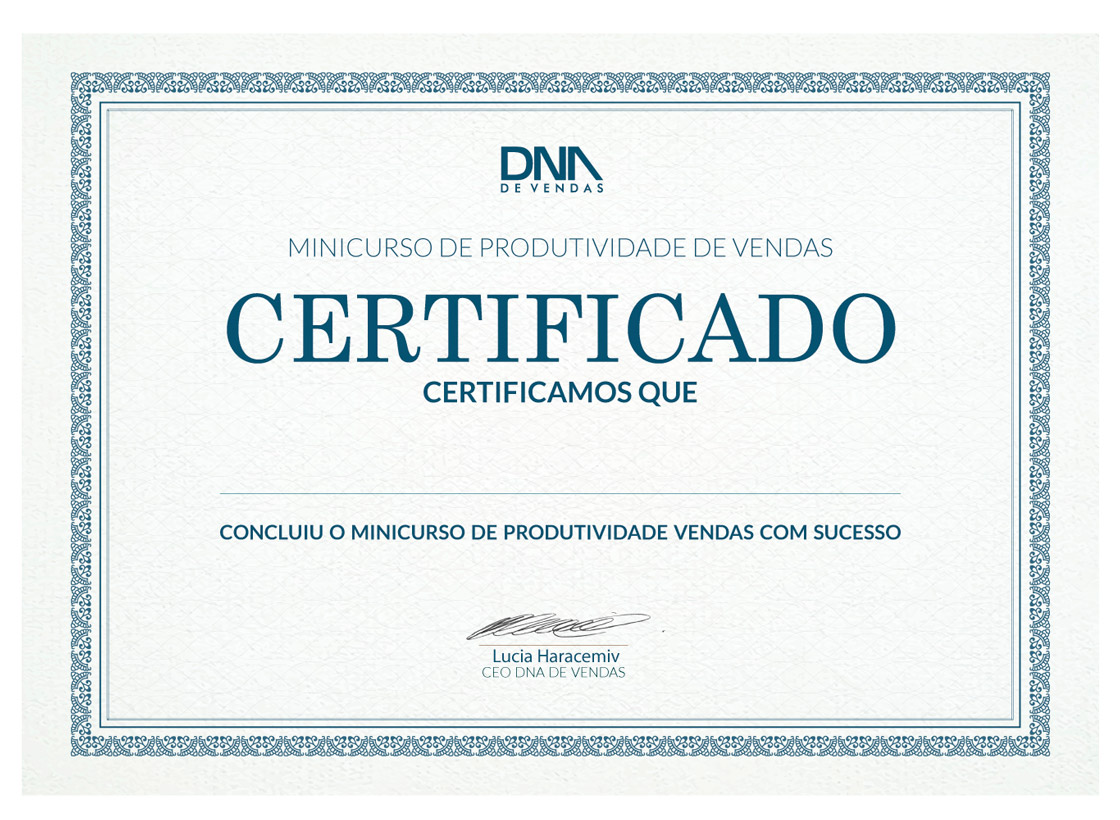 DNA
DE VENDAS
MINICURSO DE PRODUTIVIDADE DE VENDAS
CERTIFICADO
CERTIFICAMOS QUE
CONCLUIU O MINICURSO DE PRODUTIVIDADE VENDAS COM SUCESSO
Lucia Haracemiv
CEO DNA DE VENDAS